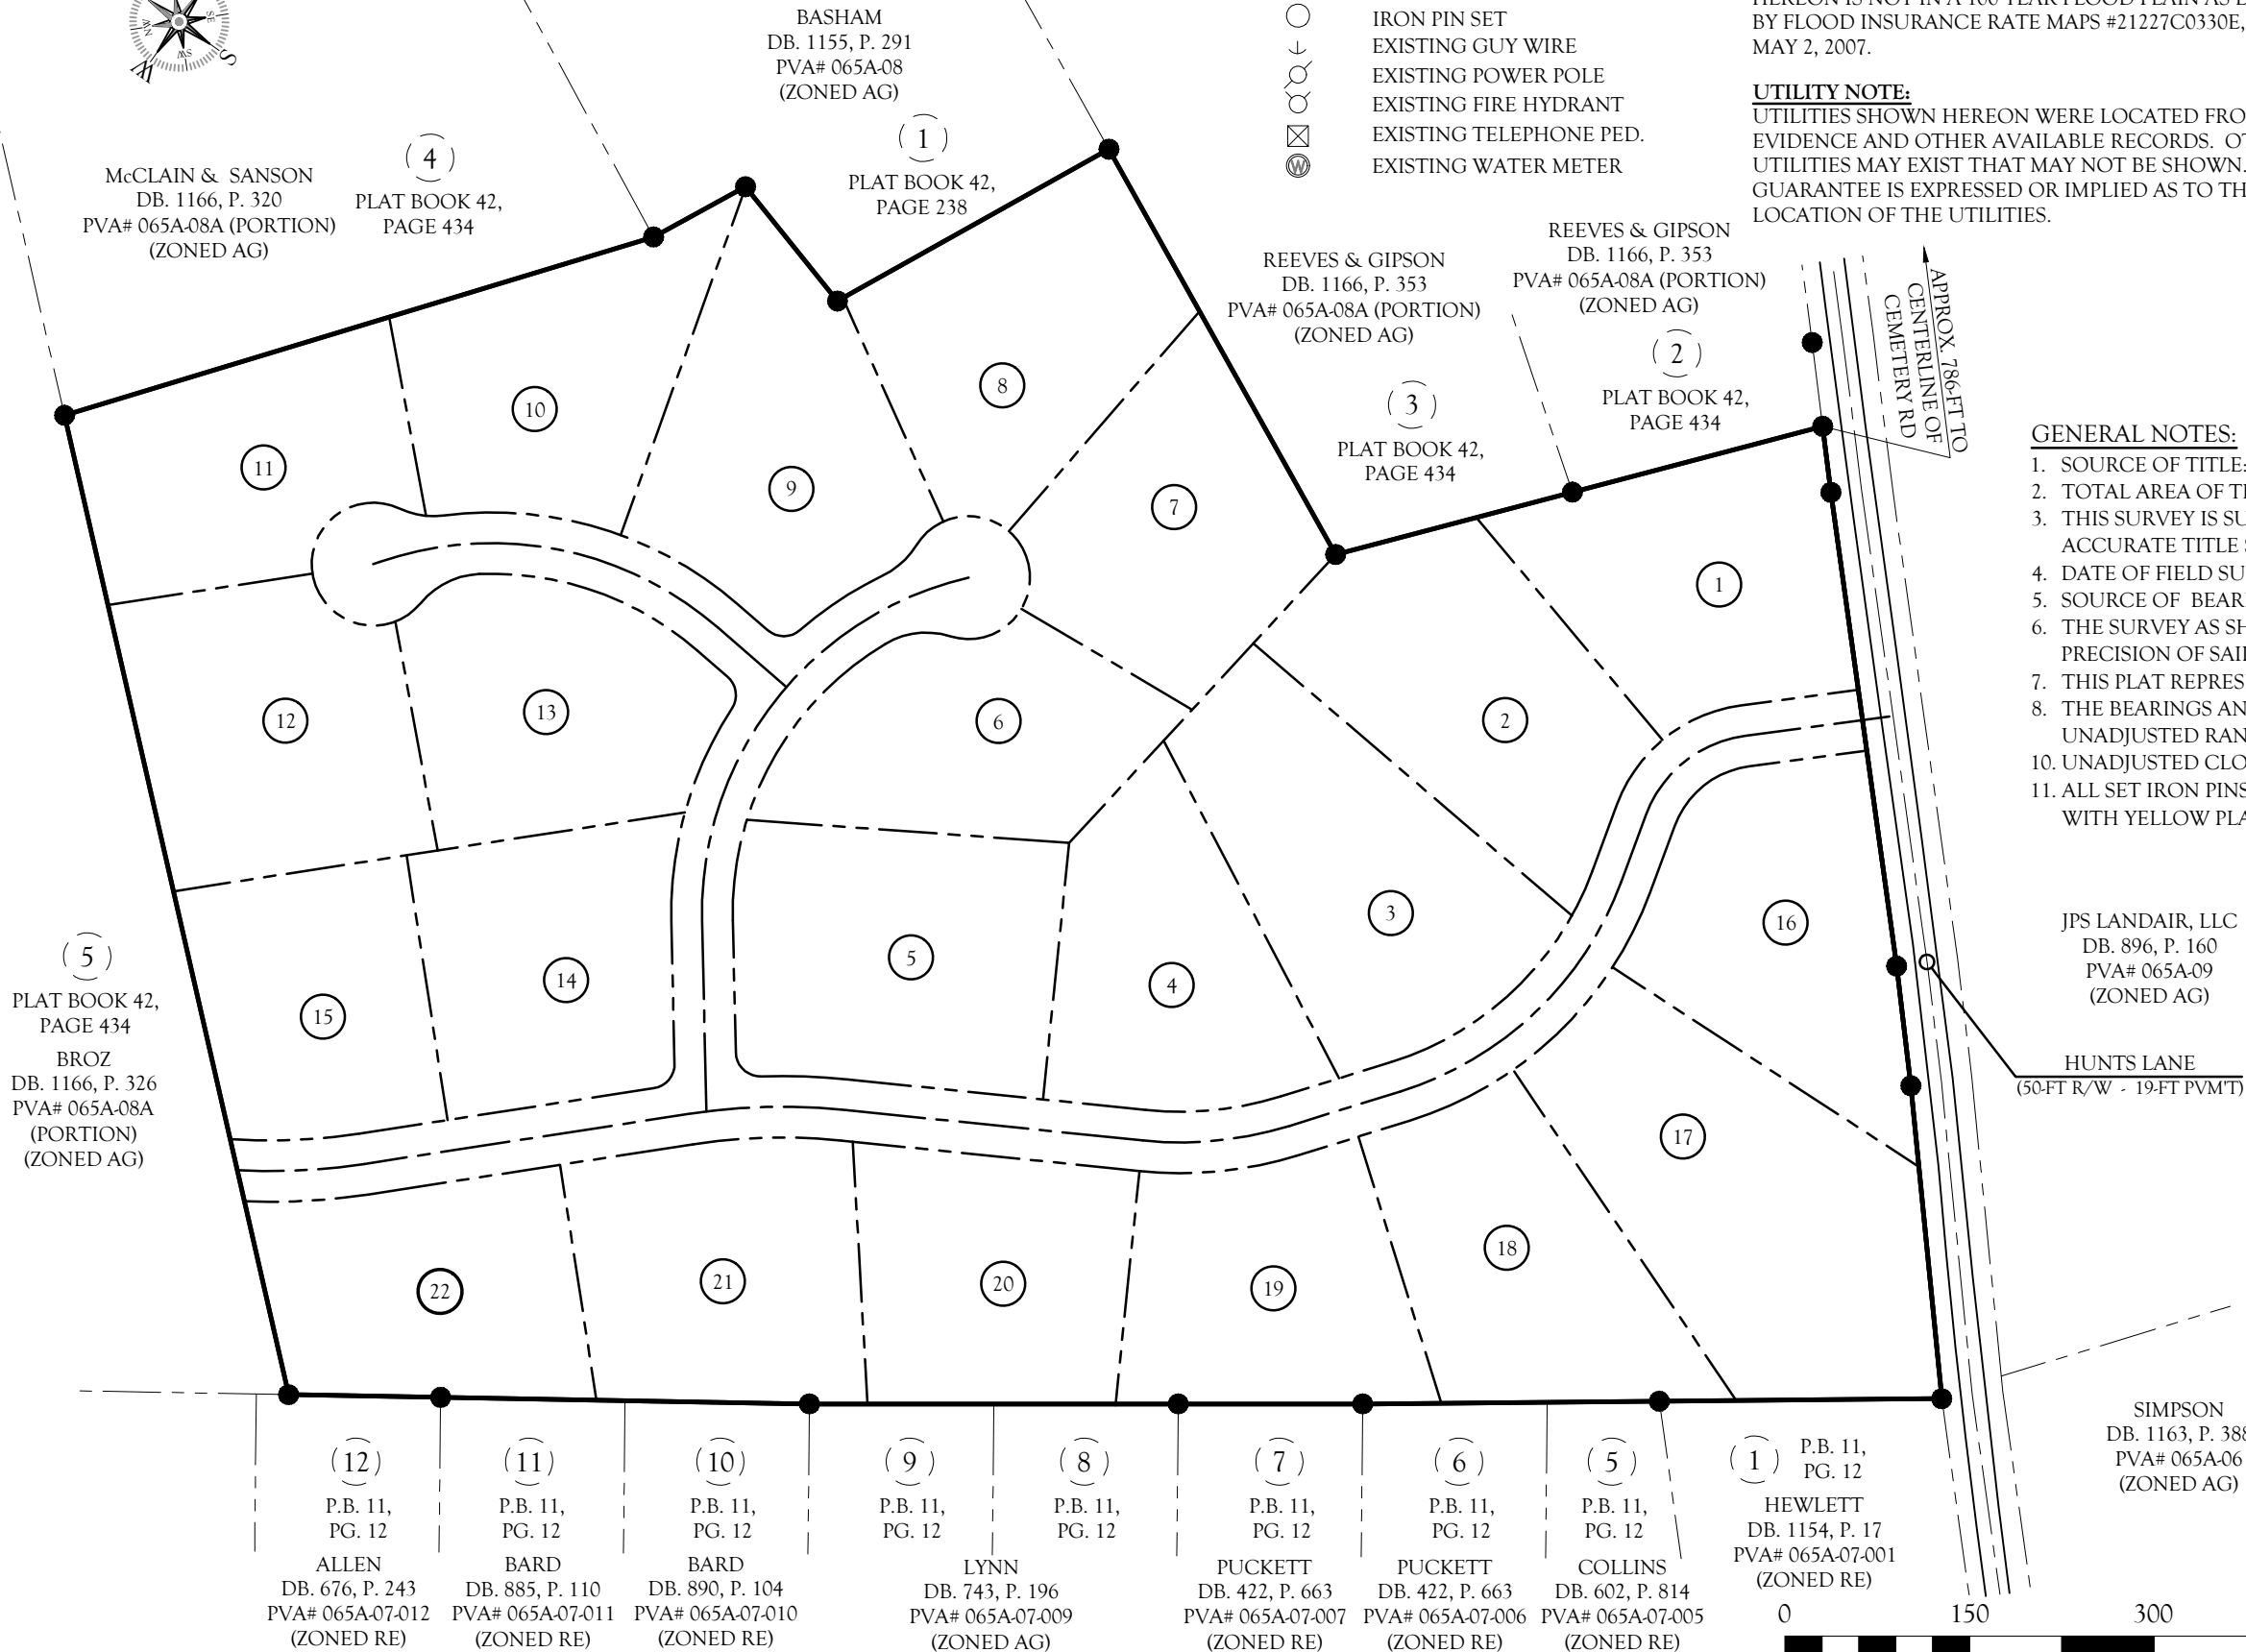 W
NW
SW
SE
S
BASHAM
DB. 1155, P. 291
PVA# 065A-08
(ZONED AG)
1
PLAT BOOK 42,
PAGE 238
McCLAIN & SANSON
DB. 1166, P. 320
PVA# 065A-08A (PORTION)
(ZONED AG)
4
PLAT BOOK 42,
PAGE 434
IRON PIN SET
EXISTING GUY WIRE
EXISTING POWER POLE
EXISTING FIRE HYDRANT
EXISTING TELEPHONE PED.
W EXISTING WATER METER
HEREON IS NOT IN A 100 YEAR FLOOD PLAIN AS
BY FLOOD INSURANCE RATE MAPS #21227C0330E,
MAY 2, 2007.
UTILITY NOTE:
UTILITIES SHOWN HEREON WERE LOCATED FRO
EVIDENCE AND OTHER AVAILABLE RECORDS. OT
UTILITIES MAY EXIST THAT MAY NOT BE SHOWN.
GUARANTEE IS EXPRESSED OR IMPLIED AS TO TH
LOCATION OF THE UTILITIES.
REEVES & GIPSON
DB. 1166, P. 353
PVA# 065A-08A (PORTION)
(ZONED AG)
3
PLAT BOOK 42,
PAGE 434
REEVES & GIPSON
DB. 1166, P. 353
PVA# 065A-08A (PORTION)
(ZONED AG)
2
PLAT BOOK 42,
PAGE 434
APPROX. 786-FT TO
CENTERLINE OF
CEMETERY RD
GENERAL NOTES:
1. SOURCE OF TITLE:
2. TOTAL AREA OF T
3. THIS SURVEY IS SU
ACCURATE TITLE S
4. DATE OF FIELD SU
5. SOURCE OF BEAR
6. THE SURVEY AS SH
PRECISION OF SAI
7. THIS PLAT REPRES
8. THE BEARINGS AN
UNADJUSTED RAN
10. UNADJUSTED CLO
11. ALL SET IRON PINS
WITH YELLOW PLA
8
10
11
9
7
1
12
13
6
2
3
16
5
4
14
15
17
18
21
20
19
22
5
PLAT BOOK 42,
PAGE 434
BROZ
DB. 1166, P. 326
PVA# 065A-08A
(PORTION)
(ZONED AG)
JPS LANDAIR, LLC
DB. 896, P. 160
PVA# 065A-09
(ZONED AG)
HUNTS LANE
(50-FT R/W - 19-FT PVM'T)
SIMPSON
DB. 1163, P. 388
PVA# 065A-06
(ZONED AG)
12
P.B. 11,
PG. 12
ALLEN
DB. 676, P. 243
PVA# 065A-07-012
(ZONED RE)
11
P.B. 11,
PG. 12
BARD
DB. 885, P. 110
PVA# 065A-07-011
(ZONED RE)
10
P.B. 11,
PG. 12
BARD
DB. 890, P. 104
PVA# 065A-07-010
(ZONED RE)
9
P.B. 11,
PG. 12
8
P.B. 11,
PG. 12
LYNN
DB. 743, P. 196
PVA# 065A-07-009
(ZONED AG)
7
P.B. 11,
PG. 12
PUCKETT
DB. 422, P. 663
PVA# 065A-07-007
(ZONED RE)
6
P.B. 11,
PG. 12
PUCKETT
DB. 422, P. 663
PVA# 065A-07-006
(ZONED RE)
5
P.B. 11,
PG. 12
COLLINS
DB. 602, P. 814
PVA# 065A-07-005
(ZONED RE)
1
P.B. 11,
PG. 12
HEWLETT
DB. 1154, P. 17
PVA# 065A-07-001
(ZONED RE)
0 150 300